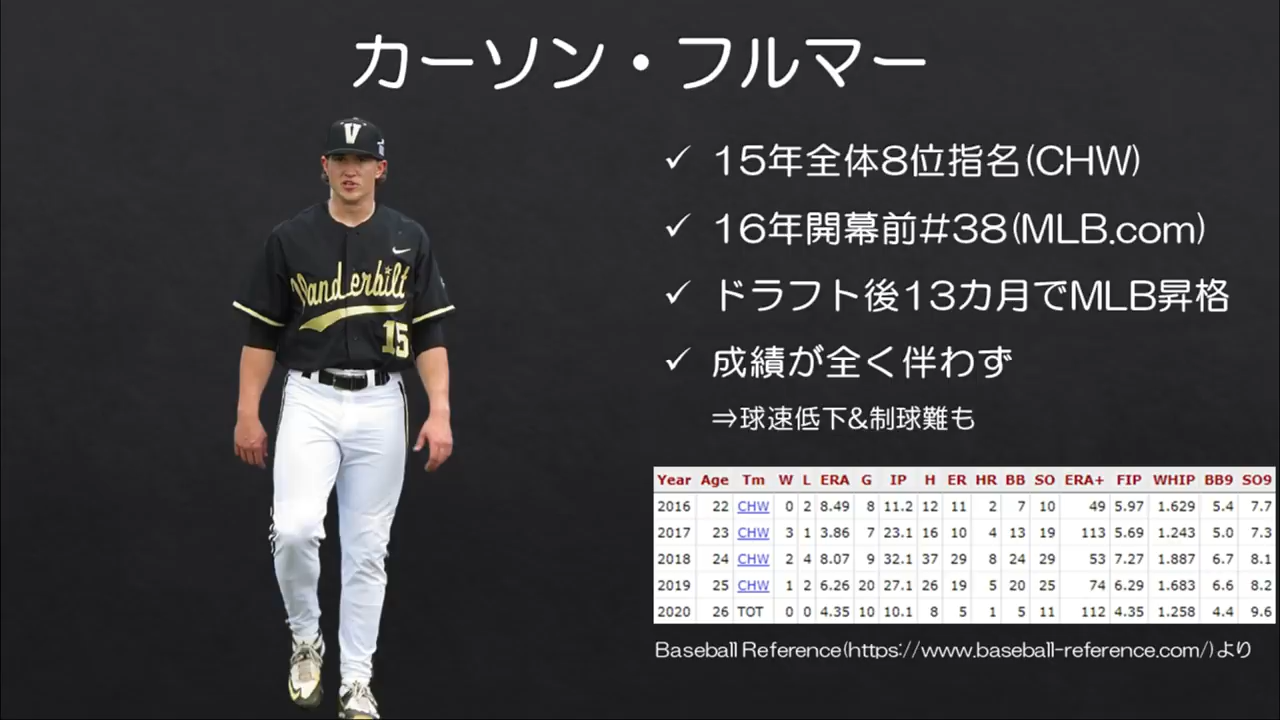 カーソン・フルマー
V
Vanderbilt
15
✓ 15年全体8位指名(CHW)
✓ 16年開幕前#38(MLB.com)
✓ ドラフト後13カ月でMLB昇格
✓ 成績が全く伴わず
⇒球速低下&制球難も
Year Age Tm W L ERA G IP H ER HR BB SO ERA+ FIP WHIP BB9 SO9
2016 22 CHW 0 2 8.49 8 11.2 12 11 2 7 10 49 5.97 1.629 5.4 7.7
2017 23 CHW 3 1 3.86 7 23.1 16 10 4 13 19 113 5.69 1.243 5.0 7.3
2018 24 CHW 2 4 8.07 9 32.1 37 29 8 24 29 53 7.27 1.887 6.7 8.1
2019 25 CHW 1 2 6.26 20 27.1 26 19 5 20 25 74 6.29 1.683 6.6 8.2
2020 26 TOT 0 0 4.35 10 10.1 8 5 1 5 11 112 4.35 1.258 4.4 9.6
Baseball Reference(https://www.baseball-reference.com/)より